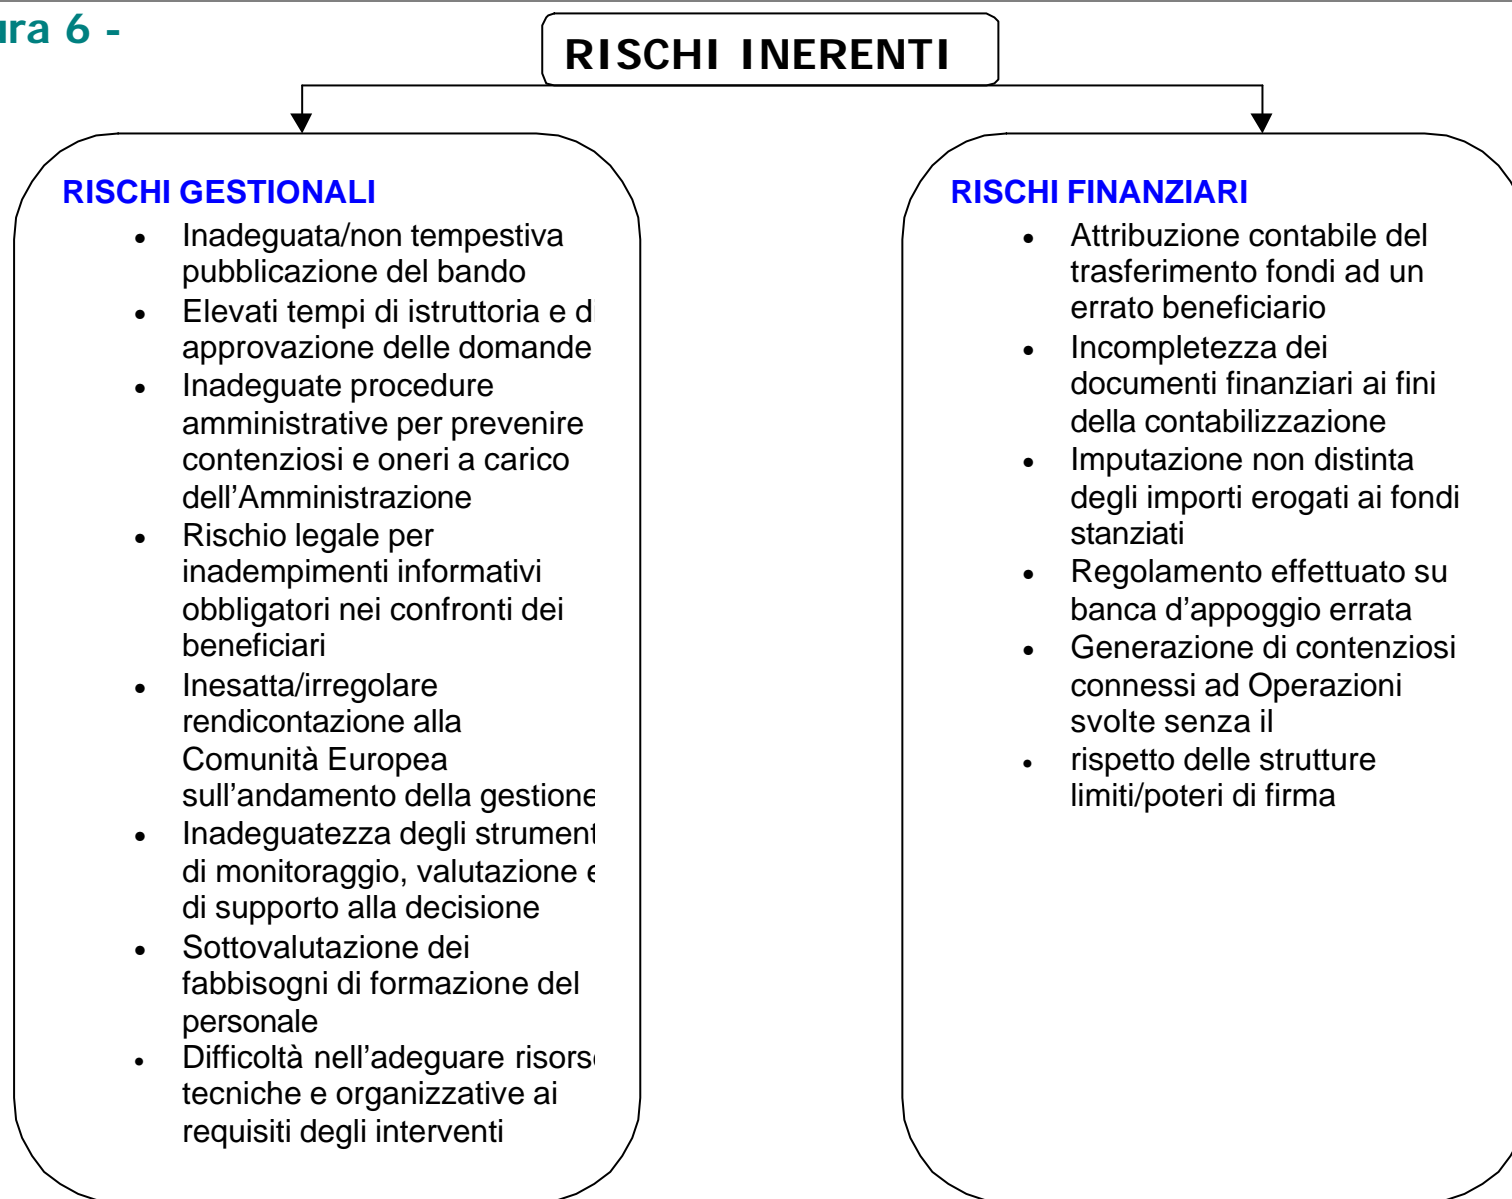 ura 6 -
RISCHI INERENTI
RISCHI GESTIONALI
• Inadeguata/non tempestiva
pubblicazione del bando
• Elevati tempi di istruttoria e di
approvazione delle domande
• Inadeguate procedure
amministrative per prevenire
contenziosi e oneri a carico
dell'Amministrazione
• Rischio legale per
inadempimenti informativi
obbligatori nei confronti dei
beneficiari
• Inesatta/irregolare
rendicontazione alla
Comunità Europea
sull'andamento della gestione
• Inadeguatezza degli strument
di monitoraggio, valutazione e
di supporto alla decisione
• Sottovalutazione dei
fabbisogni di formazione del
personale
• Difficoltà nell'adeguare risors
tecniche e organizzative ai
requisiti degli interventi
RISCHI FINANZIARI
• Attribuzione contabile del
trasferimento fondi ad un
errato beneficiario
• Incompletezza dei
documenti finanziari ai fini
della contabilizzazione
• Imputazione non distinta
degli importi erogati ai fondi
stanziati
• Regolamento effettuato su
banca d'appoggio errata
• Generazione di contenziosi
connessi ad Operazioni
svolte senza il
• rispetto delle strutture
limiti/poteri di firma